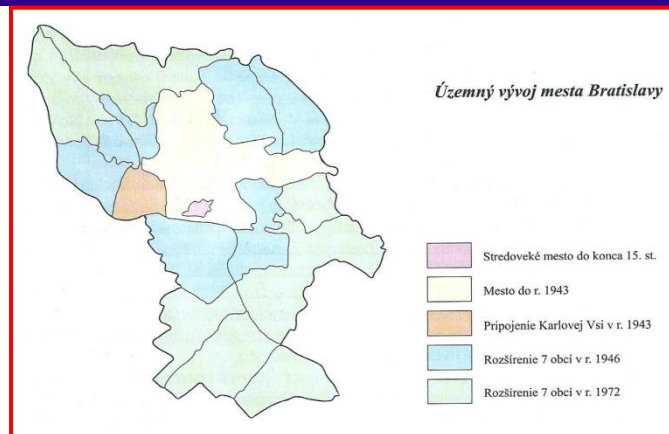 Územný vývoj mesta Bratislavy
Stredoveké mesto do konca 15. st.
Mesto do r. 1943
Pripojenie Karlovej Vsi v r. 1943
Rozšírenie 7 obcí v r. 1946
Rozšírenie 7 obcí v r. 1972